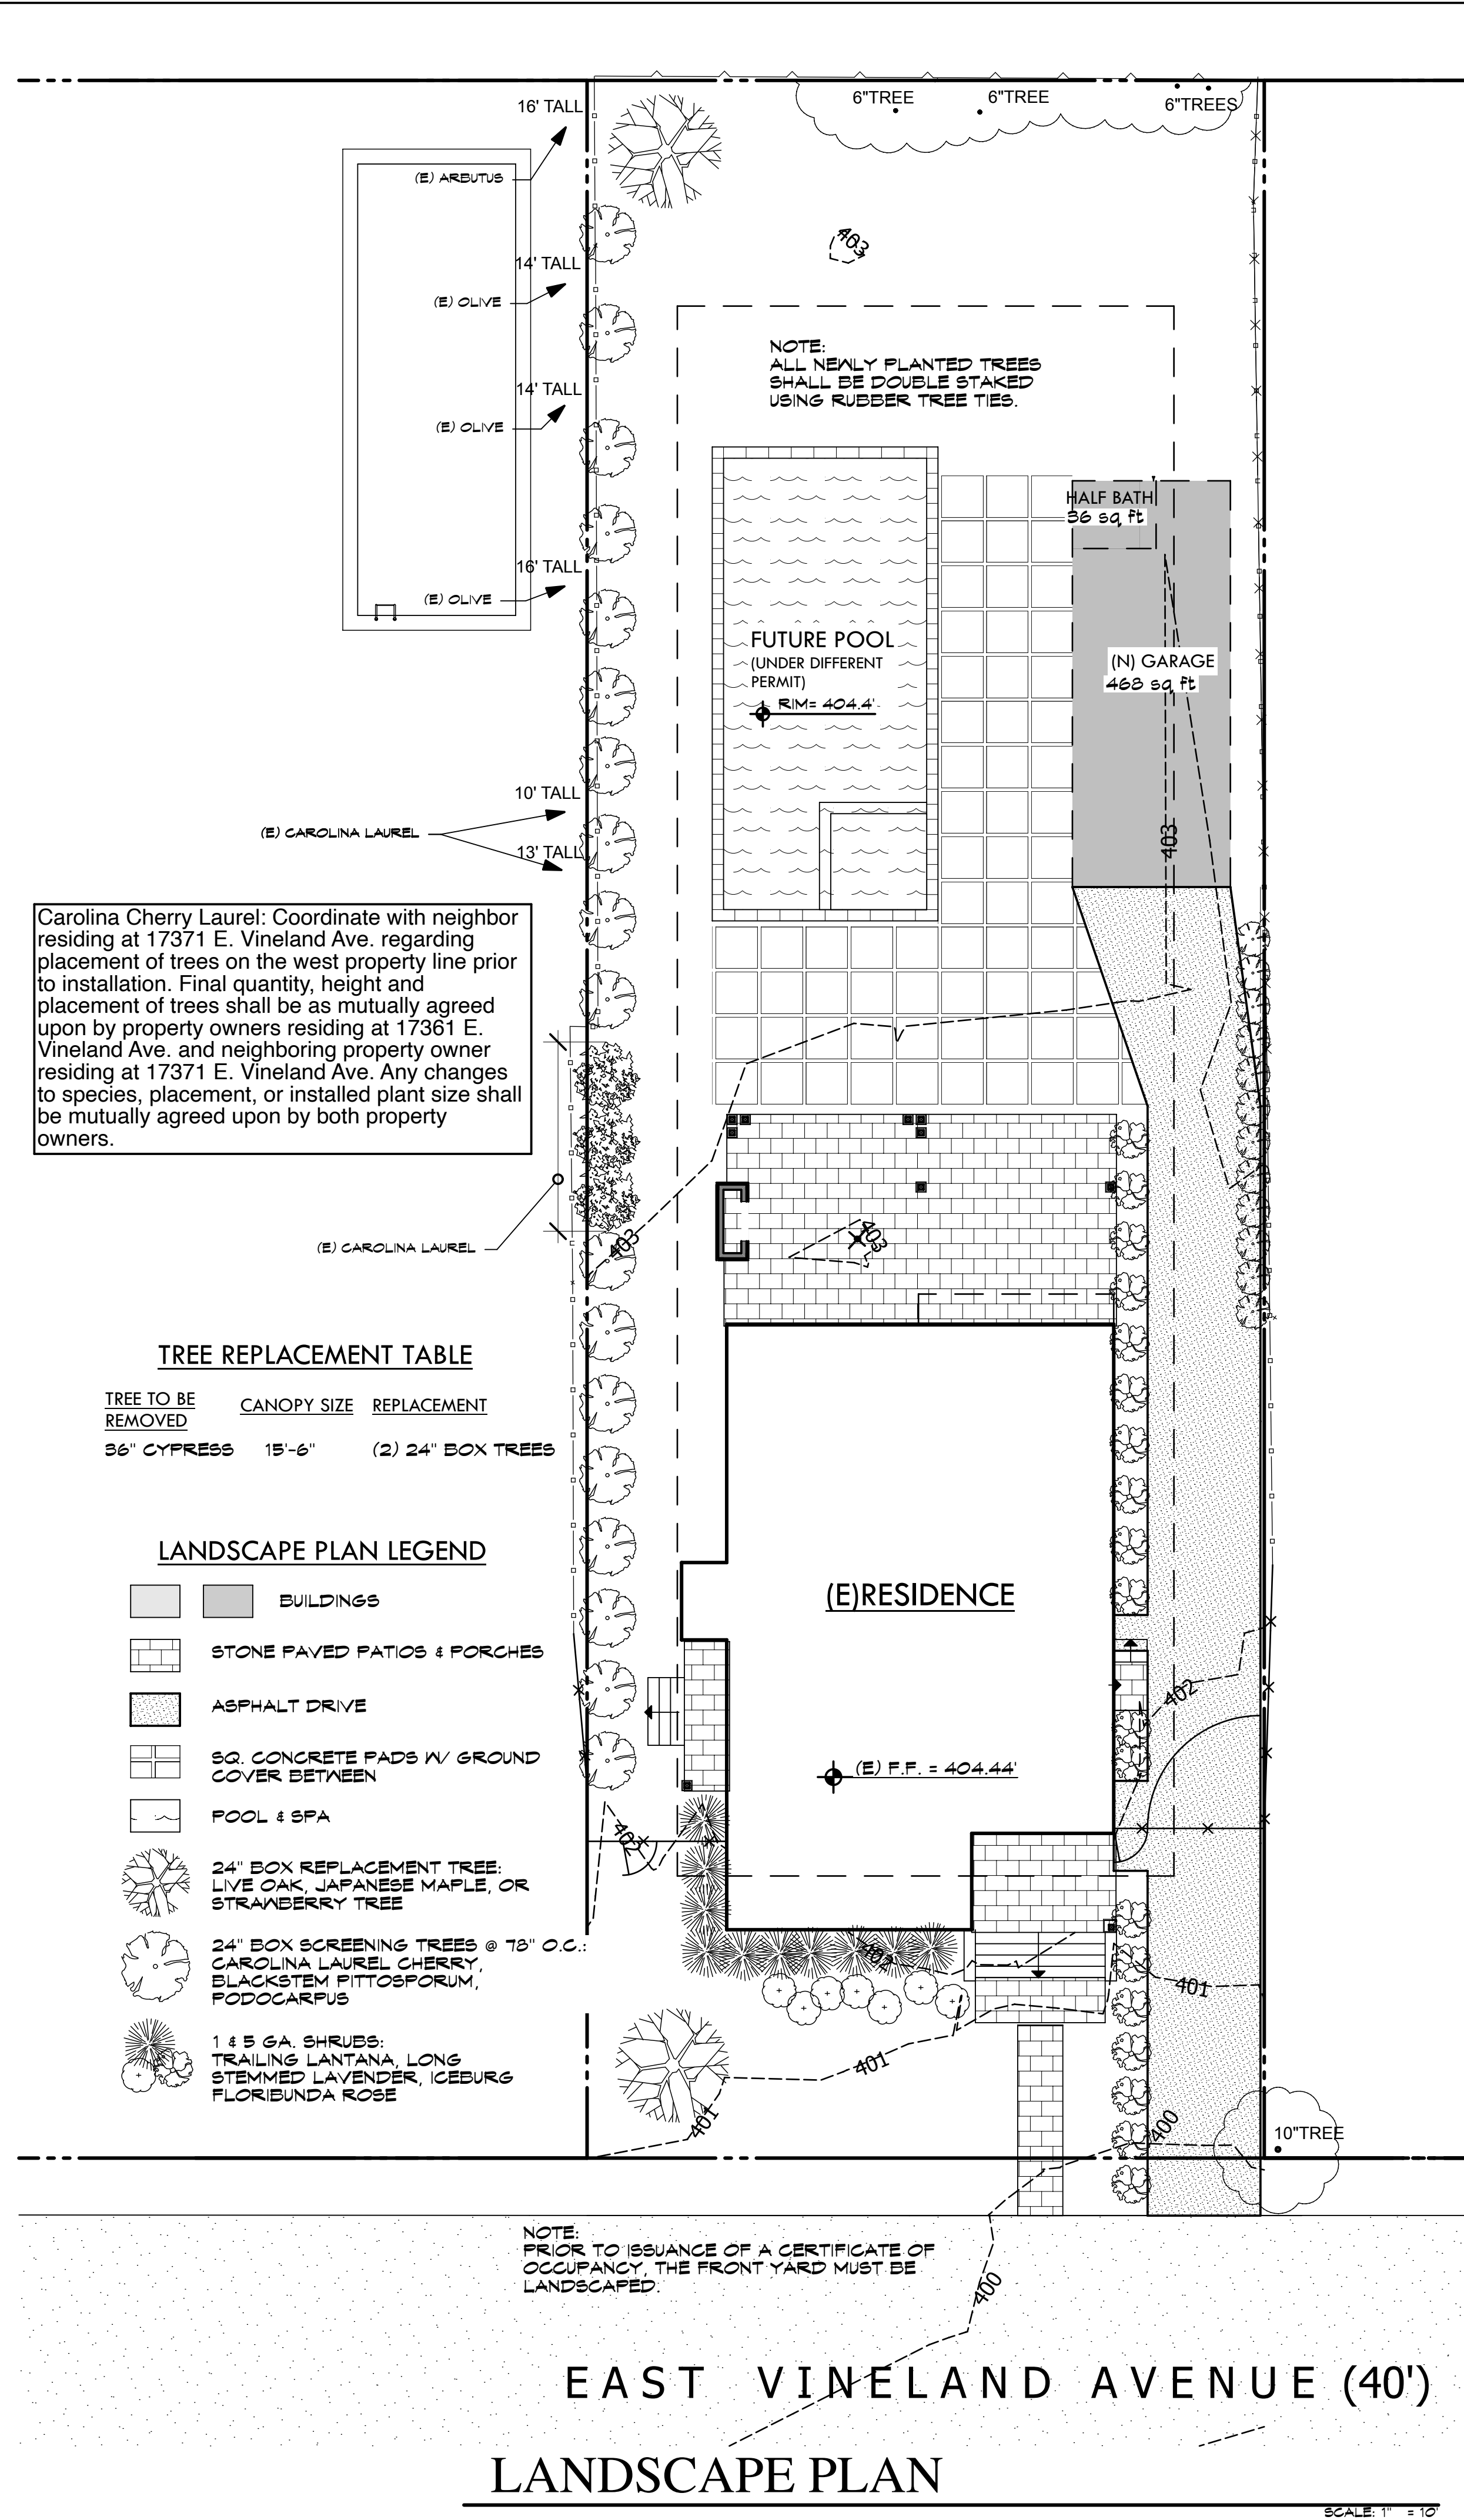 6"TREE
6"TREE
6"TREES
16' TALL
(E) ARBUTUS
403
14' TALL
(E) OLIVE
NOTE:
ALL NEWLY PLANTED TREES
SHALL BE DOUBLE STAKED
USING RUBBER TREE TIES.
14' TALL
(E) OLIVE
HALF BATH
36 sq ft
16' TALL
(E) OLIVE
FUTURE POOL
(UNDER DIFFERENT
PERMIT)
RIM= 404.4'
(N) GARAGE
468 sq ft
10' TALL
(E) CAROLINA LAUREL
13' TALL
403
Carolina Cherry Laurel: Coordinate with neighbor
residing at 17371 E. Vineland Ave. regarding
placement of trees on the west property line prior
to installation. Final quantity, height and
placement of trees shall be as mutually agreed
upon by property owners residing at 17361 E.
Vineland Ave. and neighboring property owner
residing at 17371 E. Vineland Ave. Any changes
to species, placement, or installed plant size shall
be mutually agreed upon by both property
owners.
(E) CAROLINA LAUREL
403
403
TREE REPLACEMENT TABLE
TREE TO BE
REMOVED
CANOPY SIZE
REPLACEMENT
36" CYPRESS 15'-6" (2) 24" BOX TREES
LANDSCAPE PLAN LEGEND
BUILDINGS
STONE PAVED PATIOS & PORCHES
ASPHALT DRIVE
SQ. CONCRETE PADS W/ GROUND
COVER BETWEEN
POOL & SPA
24" BOX REPLACEMENT TREE:
LIVE OAK, JAPANESE MAPLE, OR
STRAWBERRY TREE
24" BOX SCREENING TREES @ 78" O.C.:
CAROLINA LAUREL CHERRY,
BLACKSTEM PITTOSPORUM,
PODOCARPUS
1 & 5 GA. SHRUBS:
TRAILING LANTANA, LONG
STEMMED LAVENDER, ICEBURG
FLORIBUNDA ROSE
(E)RESIDENCE
402
(E) F.F. = 404.44'
402
402
401
401
401
400
10"TREE
NOTE:
PRIOR TO ISSUANCE OF A CERTIFICATE OF
OCCUPANCY, THE FRONT YARD MUST BE
LANDSCAPED.
400
EAST VINELAND AVENUE (40')
LANDSCAPE PLAN
SCALE: 1" = 10'